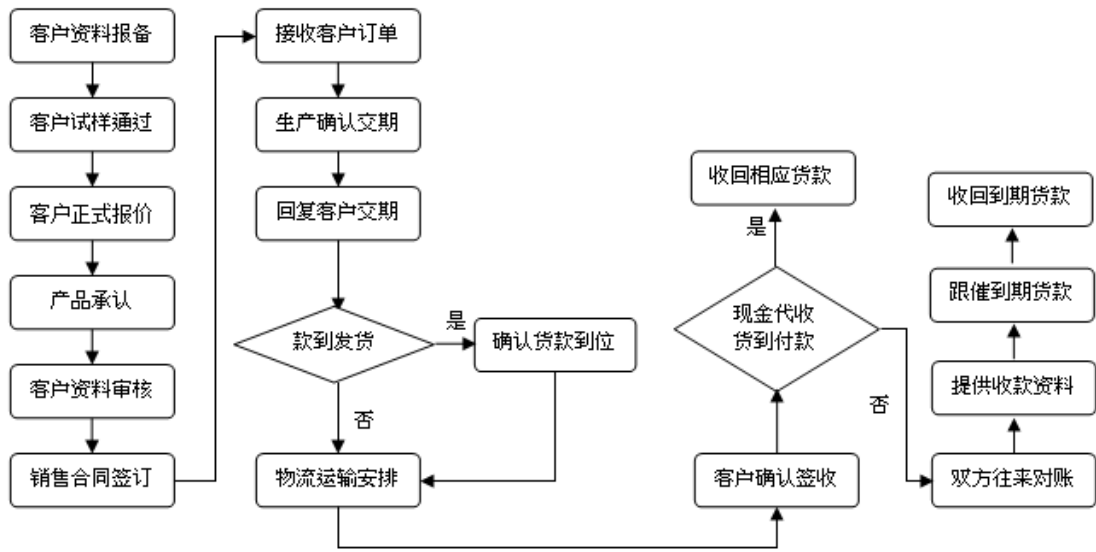 客户资料报备
客户试样通过
客户正式报价
产品承认
客户资料审核
销售合同签订
接收客户订单
生产确认交期
回复客户交期
款到发货
是
确认货款到位
否
物流运输安排
客户确认签收
现金代收
货到付款
是
收回相应货款
否
双方往来对账
提供收款资料
跟催到期货款
收回到期货款